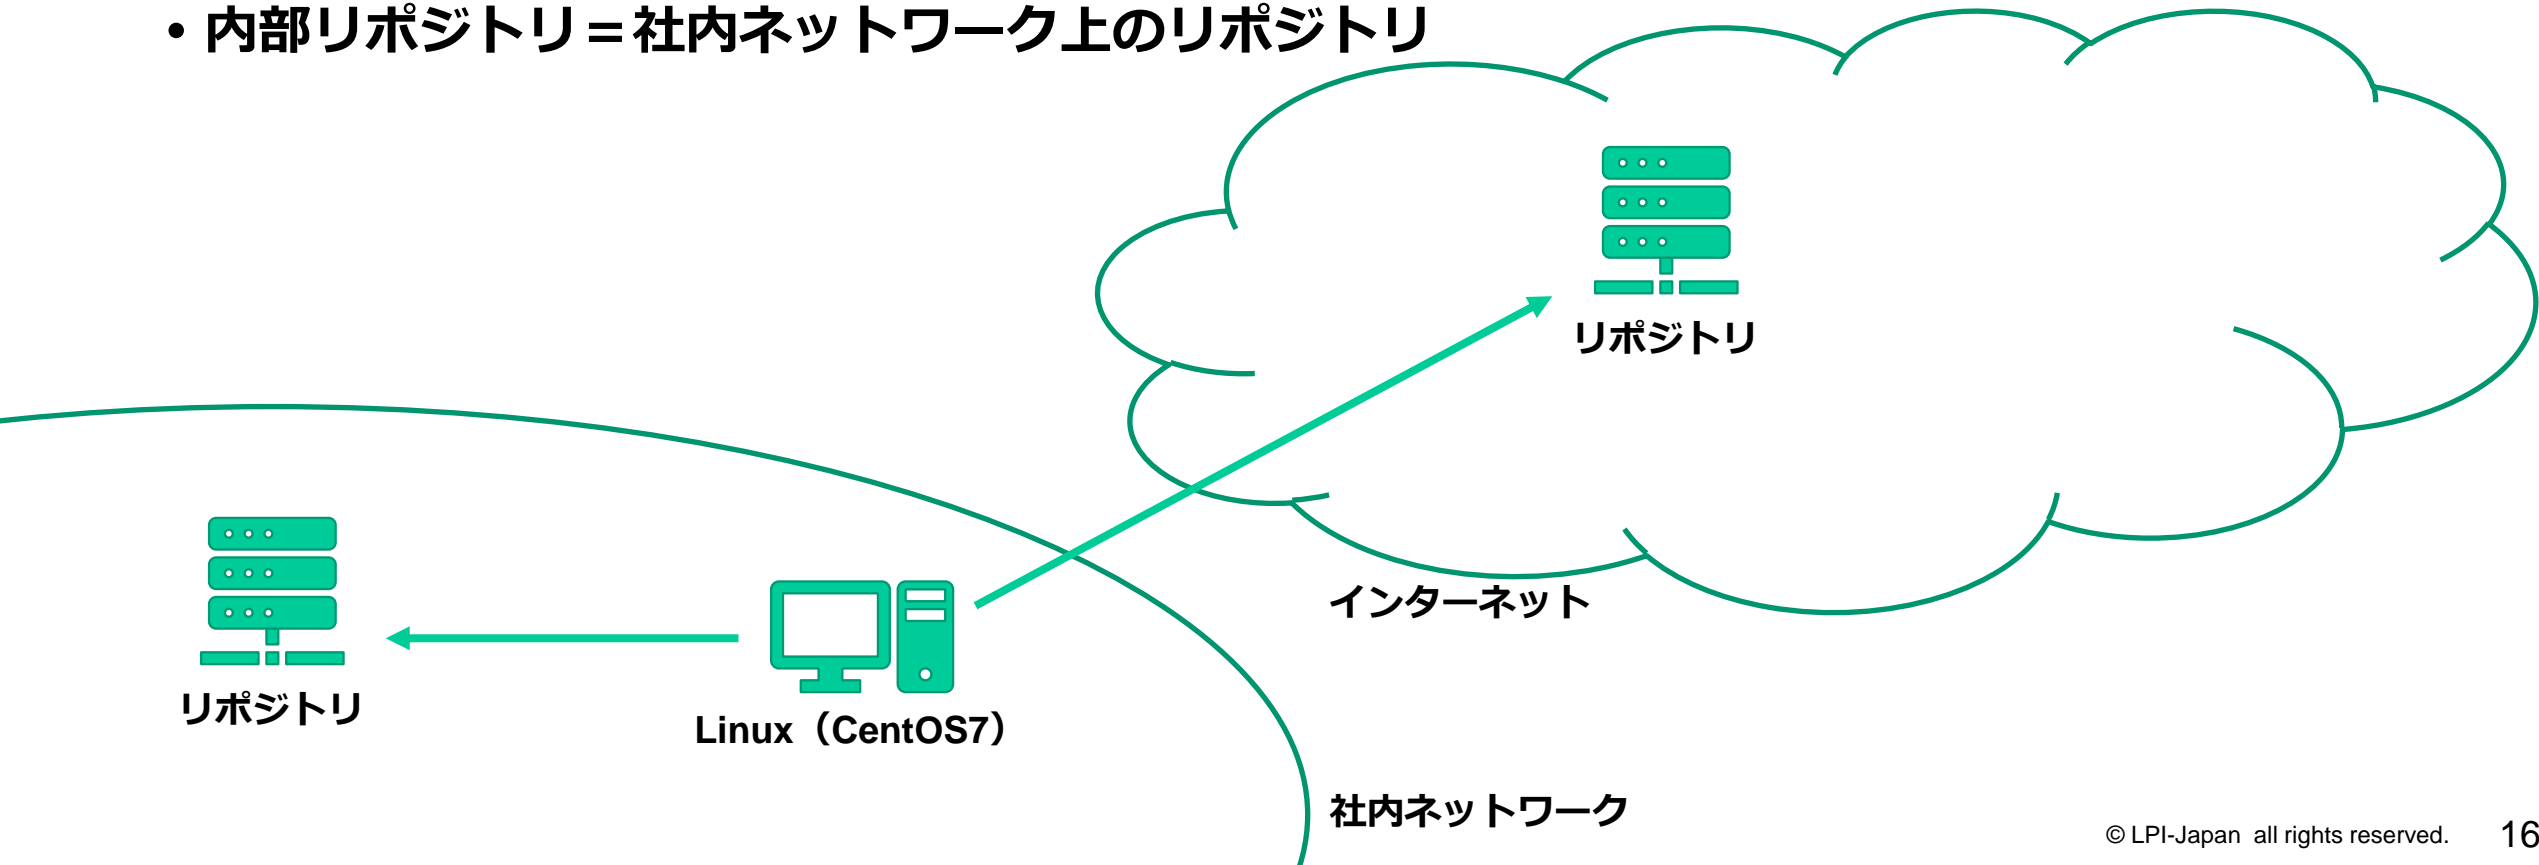 • 内部リポジトリ＝社内ネットワーク上のリポジトリ
リポジトリ
インターネット
リポジトリ
Linux（CentOS7）
社内ネットワーク
© LPI-Japan all rights reserved. 16